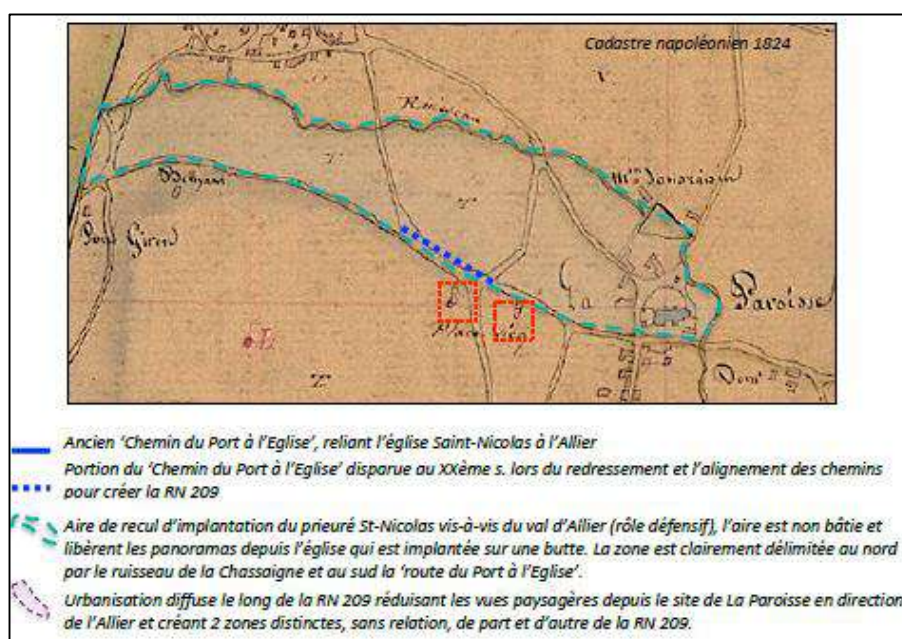 Cadastre napoléonien 1824
Ruisseau
La
Paroisse
Ancien 'Chemin du Port à l'Eglise', reliant l'église Saint-Nicolas à l'Allier
Portion du 'Chemin du Port à l'Eglise' disparue au XXème s. lors du redressement et l'alignement des chemins
pour créer la RN 209
Aire de recul d'implantation du prieuré St-Nicolas vis-à-vis du val d'Allier (rôle défensif), l'aire est non bâtie et
libèrent les panoramas depuis l'église qui est implantée sur une butte. La zone est clairement délimitée au nord
par le ruisseau de la Chassaigne et au sud la 'route du Port à l'Eglise'.
Urbanisation diffuse le long de la RN 209 réduisant les vues paysagères depuis le site de La Paroisse en direction
de l'Allier et créant 2 zones distinctes, sans relation, de part et d'autre de la RN 209.